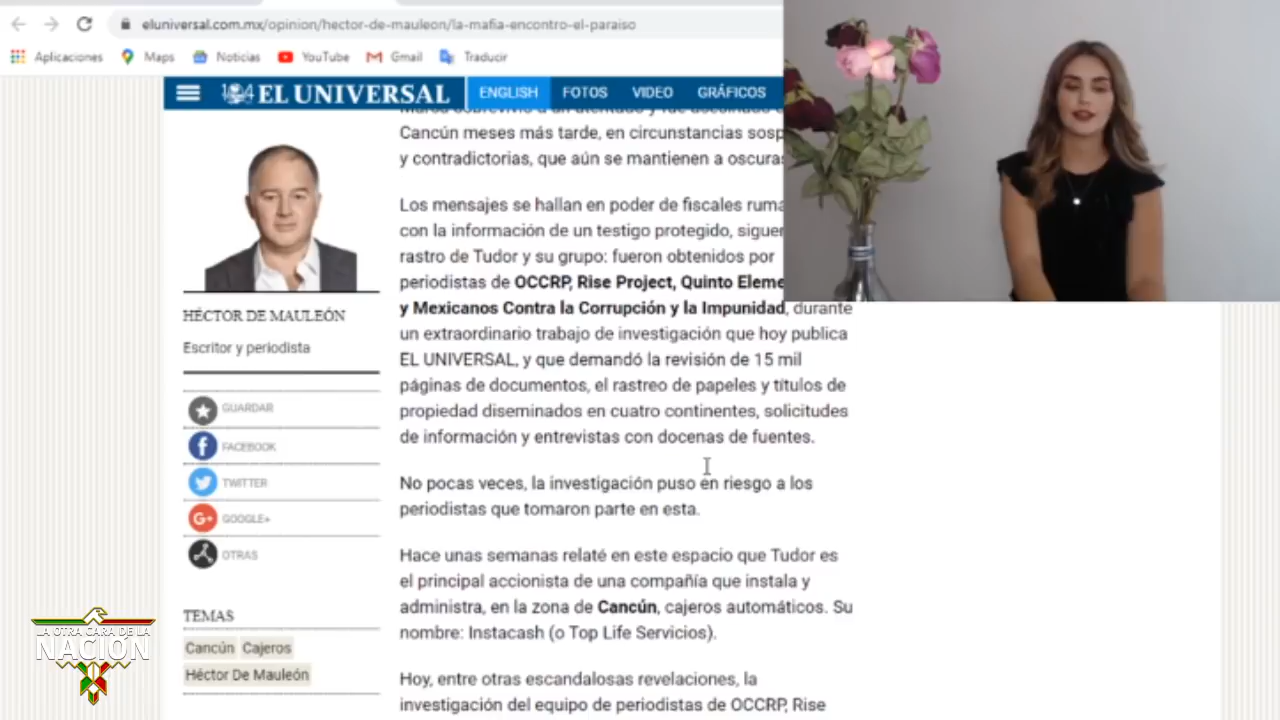 eluniversal.com.mx/opinion/hector-de-mauleon/la-mafia-encontro-el-paraiso
Aplicaciones Maps Noticias YouTube Gmail Traducir
EL UNIVERSAL ENGLISH FOTOS VIDEO GRÁFICOS
Cancún meses más tarde, en circunstancias
y contradictorias, que aún se mantienen a
Los mensajes se hallan en poder de fiscales
con la información de un testigo protegido,
rastro de Tudor y su grupo: fueron obtenidos por
periodistas de OCCRP, Rise Project, Quinto
y Mexicanos Contra la Corrupción y la Impunidad, durante
un extraordinario trabajo de investigación que hoy publica
EL UNIVERSAL, y que demandó la revisión de 15 mil
páginas de documentos, el rastreo de papeles y títulos de
propiedad diseminados en cuatro continentes, solicitudes
de información y entrevistas con docenas de fuentes.
No pocas veces, la investigación puso en riesgo a los
periodistas que tomaron parte en esta.
Hace unas semanas relaté en este espacio que Tudor es
el principal accionista de una compañía que instala y
administra, en la zona de Cancún, cajeros automáticos. Su
nombre: Instacash (o Top Life Servicios).
Hoy, entre otras escandalosas revelaciones, la
investigación del equipo de periodistas de OCCRP, Rise
HÉCTOR DE MAULEÓN
Escritor y periodista
GUARDAR
FACEBOOK
TWITTER
GOOGLE+
OTRAS
TEMAS
Cancún Cajeros
Héctor De Mauleón
LA OTRA CARA DE LA
NACIÓN